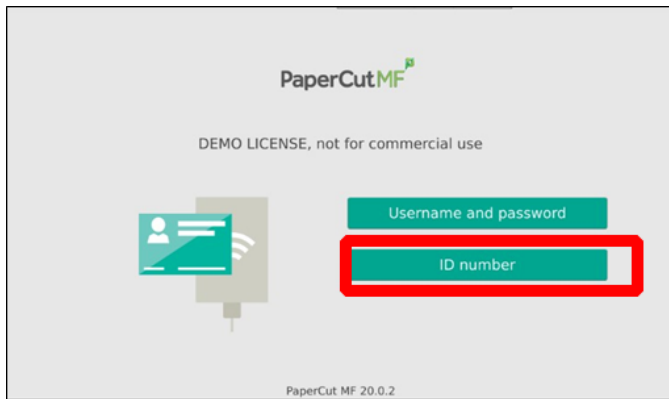 PaperCutMF
DEMO LICENSE, not for commercial use
Username and password
ID number
PaperCut MF 20.0.2